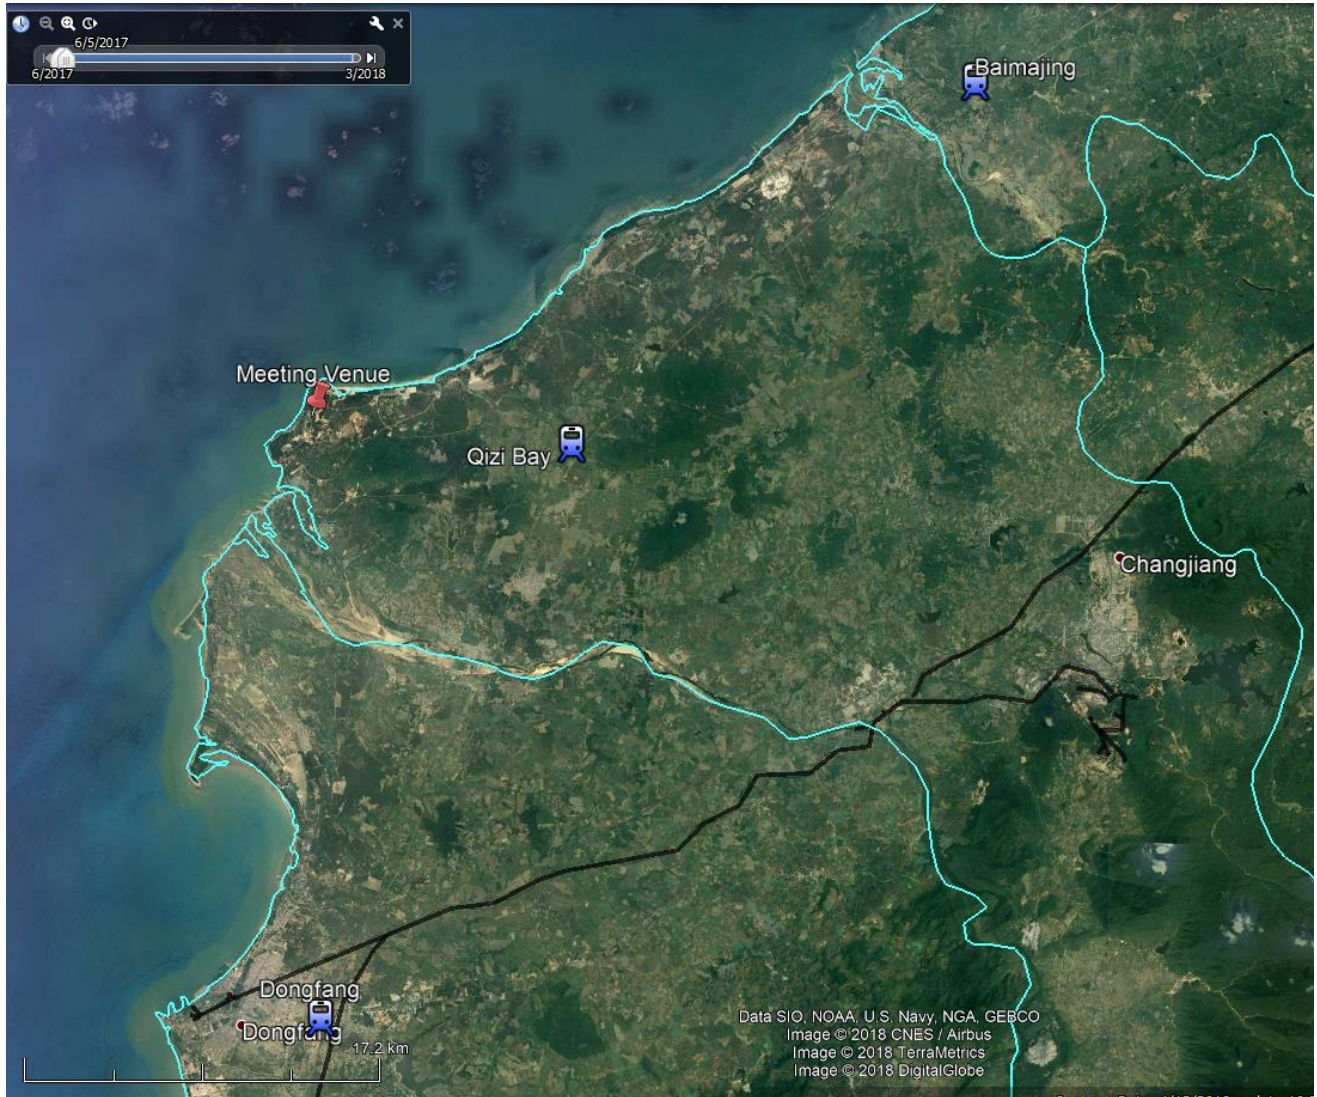 6/5/2017
6/2017
3/2018
Baimajing
Meeting Venue
Qizi Bay
Changjiang
Dongfang
Dongfang
17.2 km
Data SIO, NOAA, U.S. Navy, NGA, GEBCO
Image © 2018 CNES / Airbus
Image © 2018 TerraMetrics
Image © 2018 DigitalGlobe